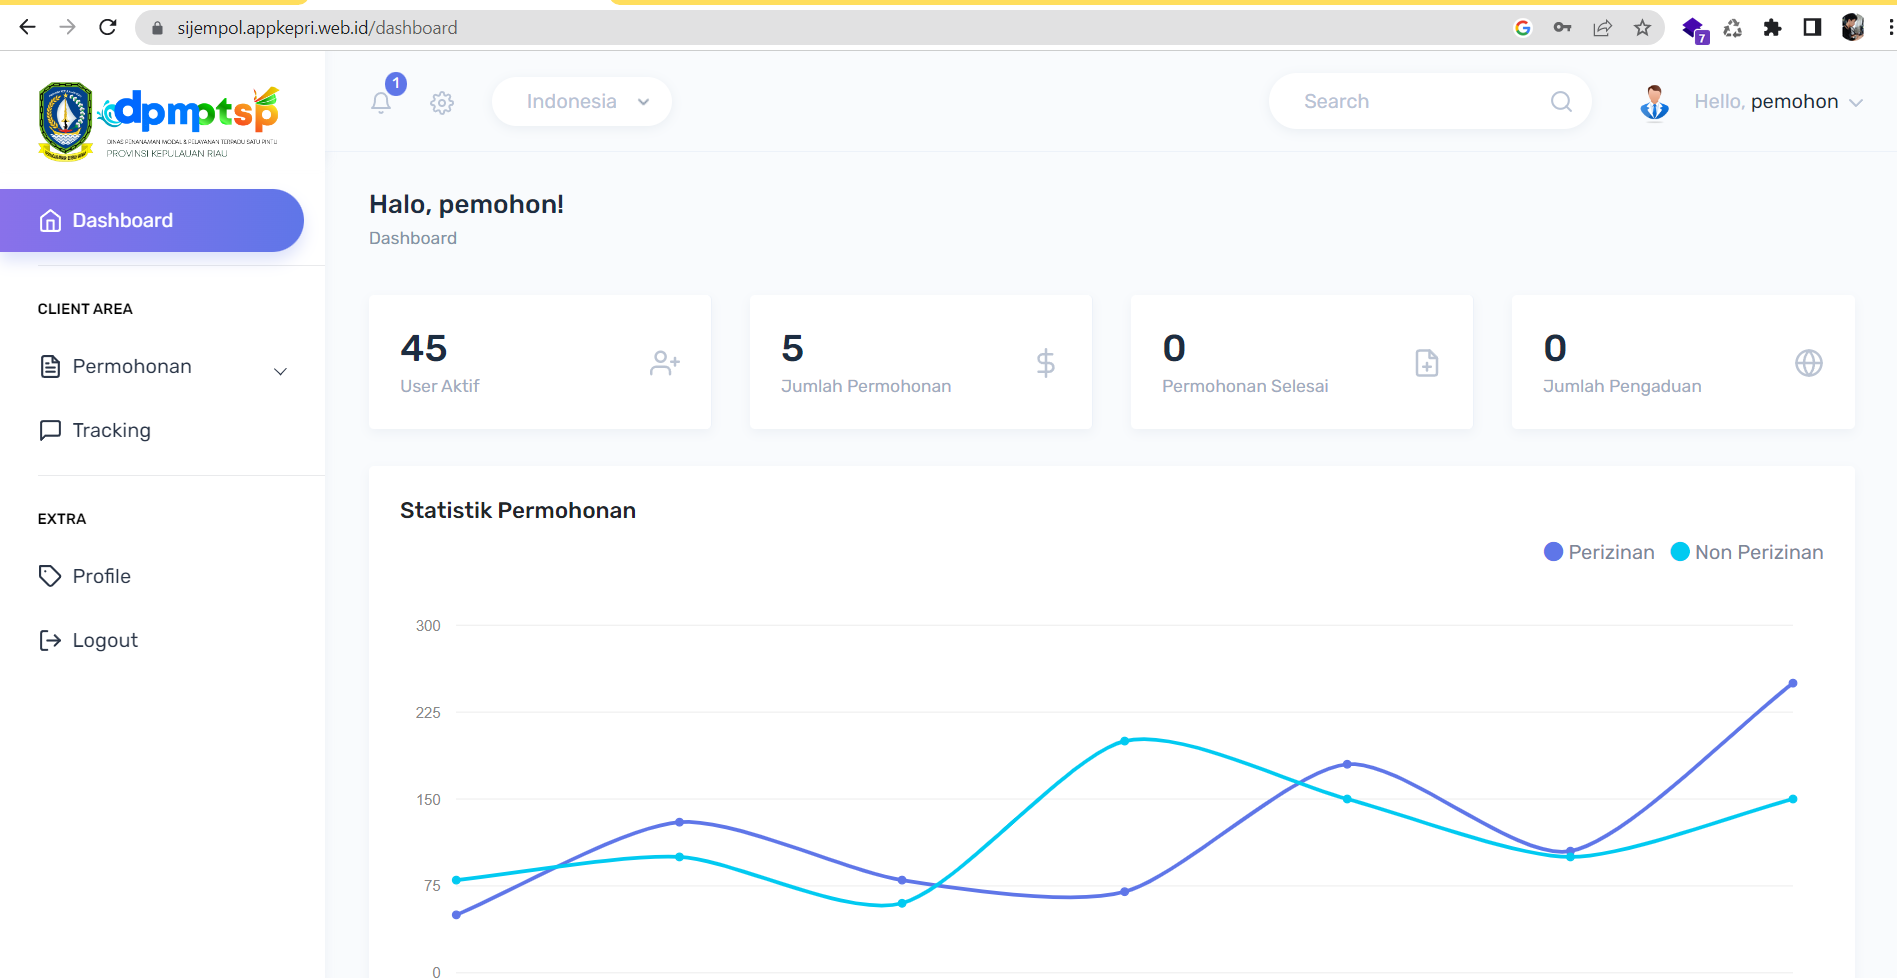 sijempol.appkepri.web.id/dashboard
7
dpmptsp
DINAS PENANAMAN MODAL & PELAYANAN TERPADU SATU PINTU
PROVINSI KEPULAUAN RIAU
1
Indonesia
Search
Hello, pemohon
Dashboard
CLIENT AREA
Permohonan
Tracking
EXTRA
Profile
Logout
Halo, pemohon!
Dashboard
45
User Aktif
5
Jumlah Permohonan
0
Permohonan Selesai
0
Jumlah Pengaduan
Statistik Permohonan
Perizinan Non Perizinan
300
225
150
75
0